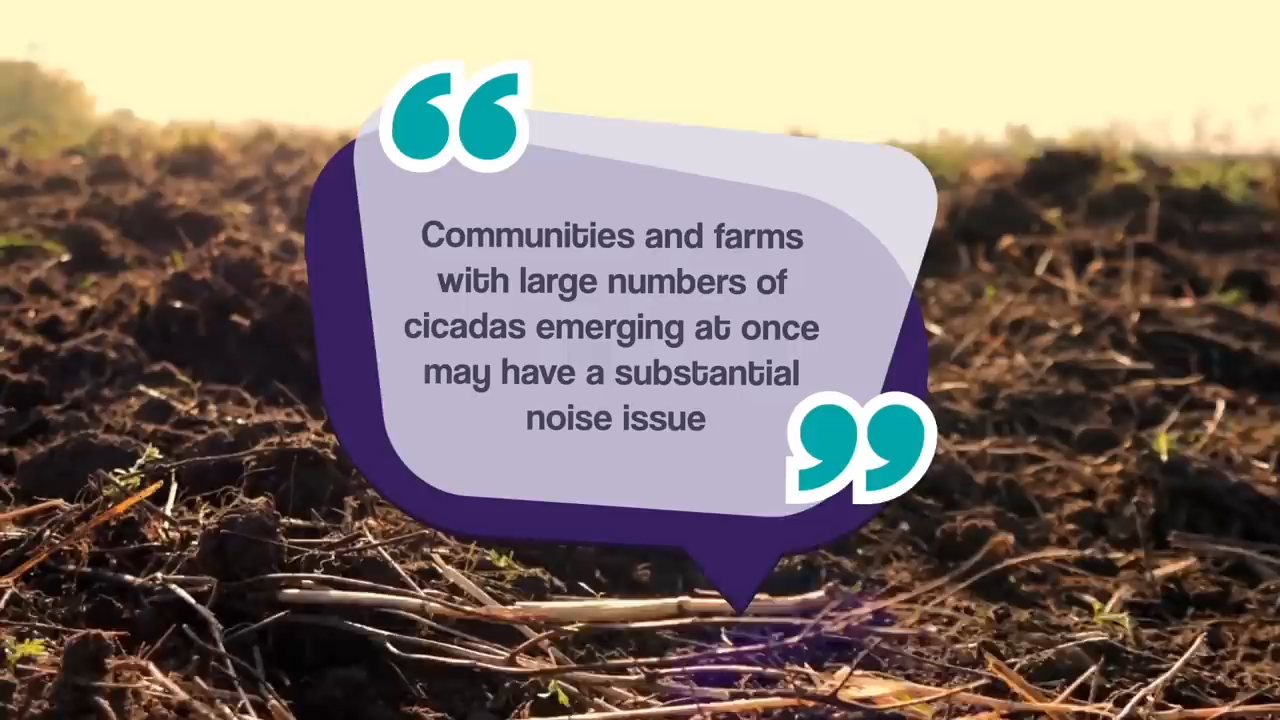 Communities and farms
with large numbers of
cicadas emerging at once
may have a substantial
noise issue